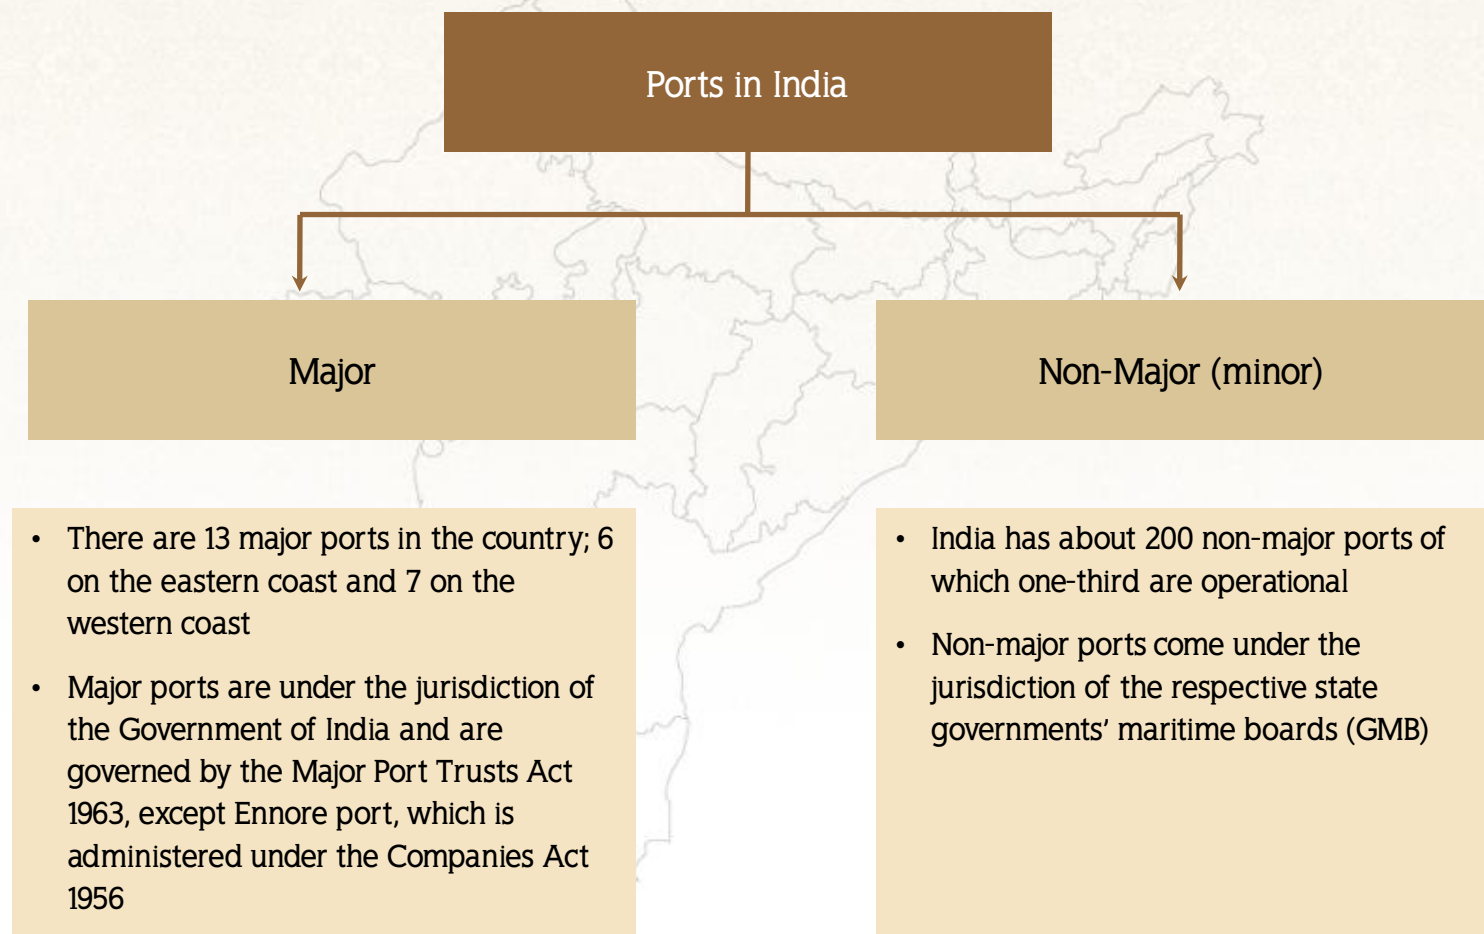 Ports in India
Major
Non-Major (minor)
• There are 13 major ports in the country; 6
on the eastern coast and 7 on the
western coast
• Major ports are under the jurisdiction of
the Government of India and are
governed by the Major Port Trusts Act
1963, except Ennore port, which is
administered under the Companies Act
1956
• India has about 200 non-major ports of
which one-third are operational
• Non-major ports come under the
jurisdiction of the respective state
governments’ maritime boards (GMB)